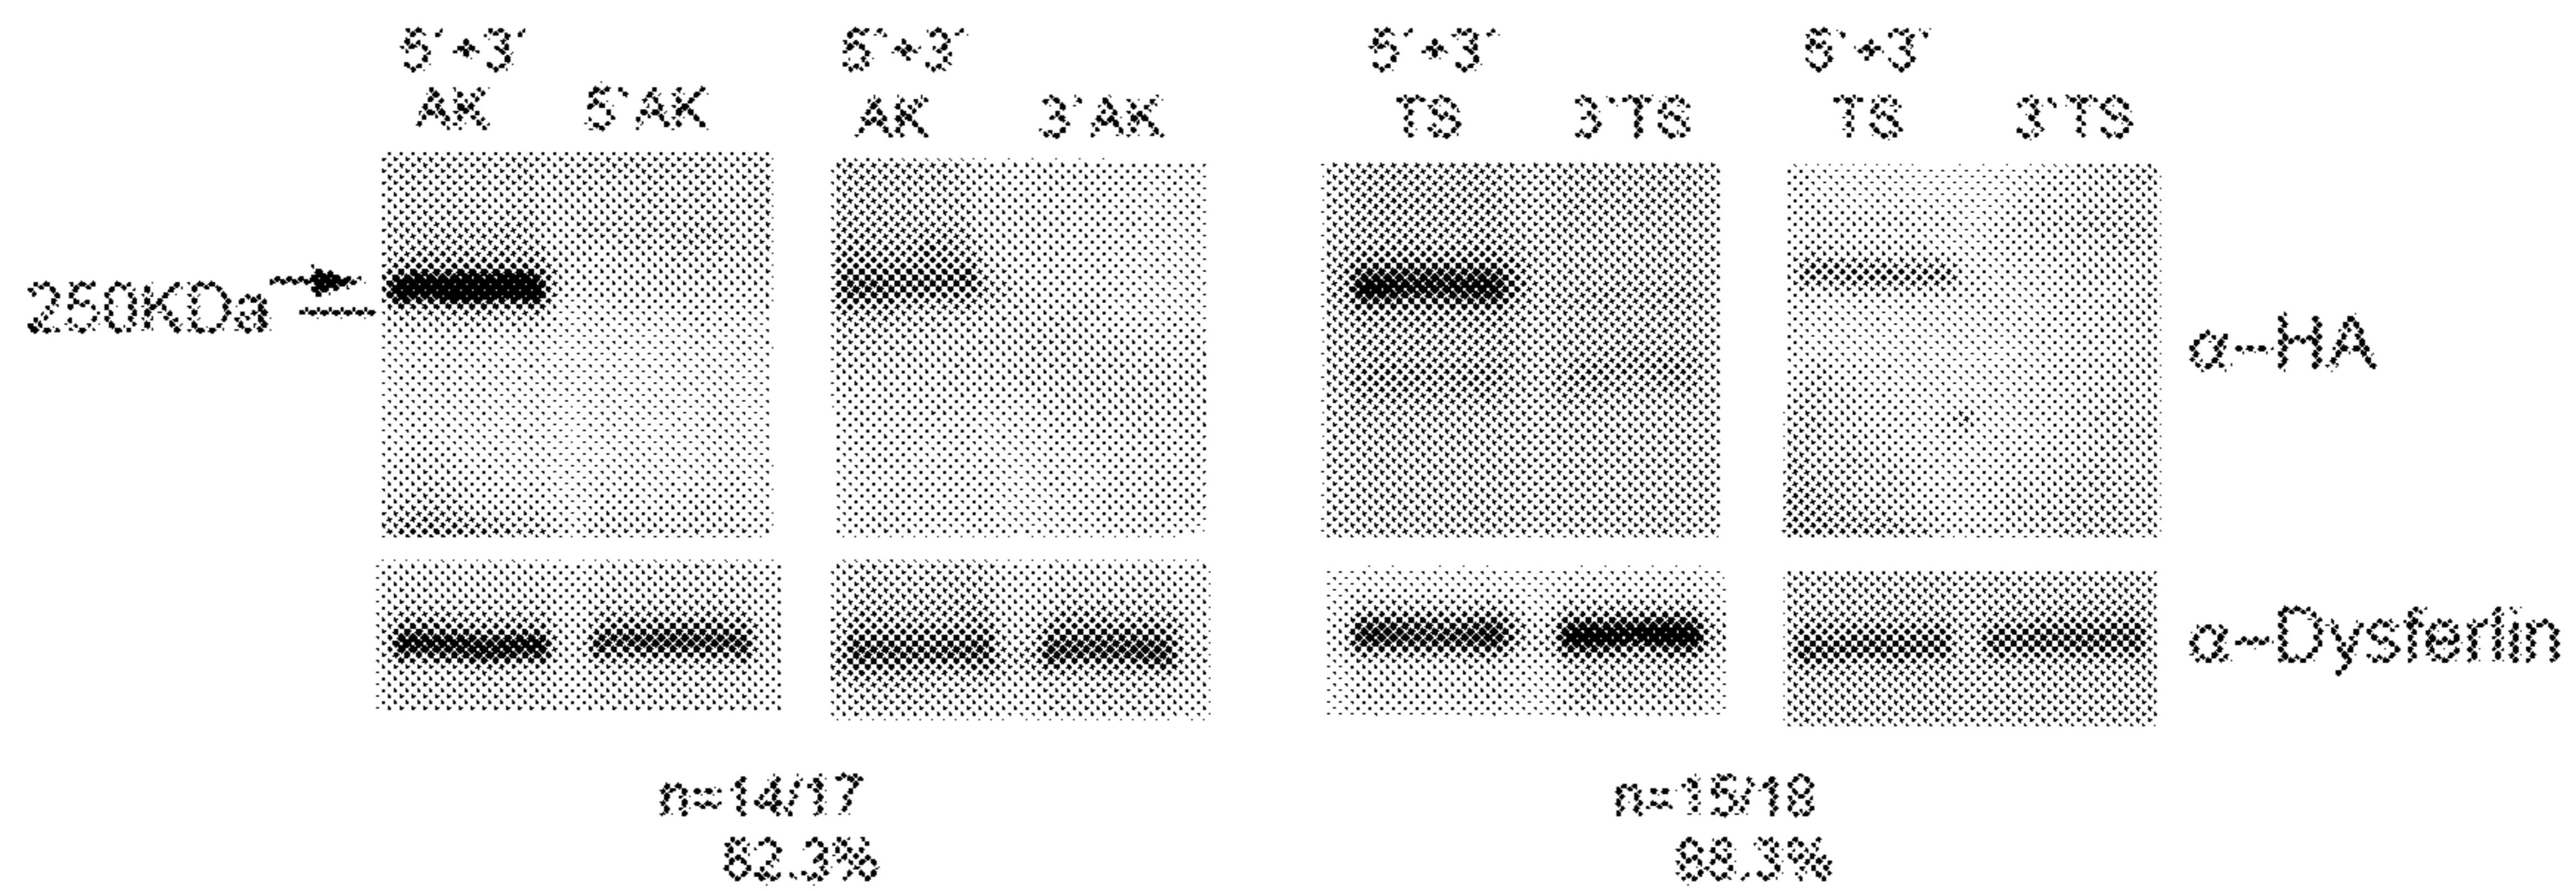 5´+3´ 5´+3´ 5´+3´ 5´+3´
AK 5´AK AK 3´AK TS 3´TS TS 3´TS
250KDa
α-HA
α-Dysferlin
n=14/17 n=15/18
82.3%